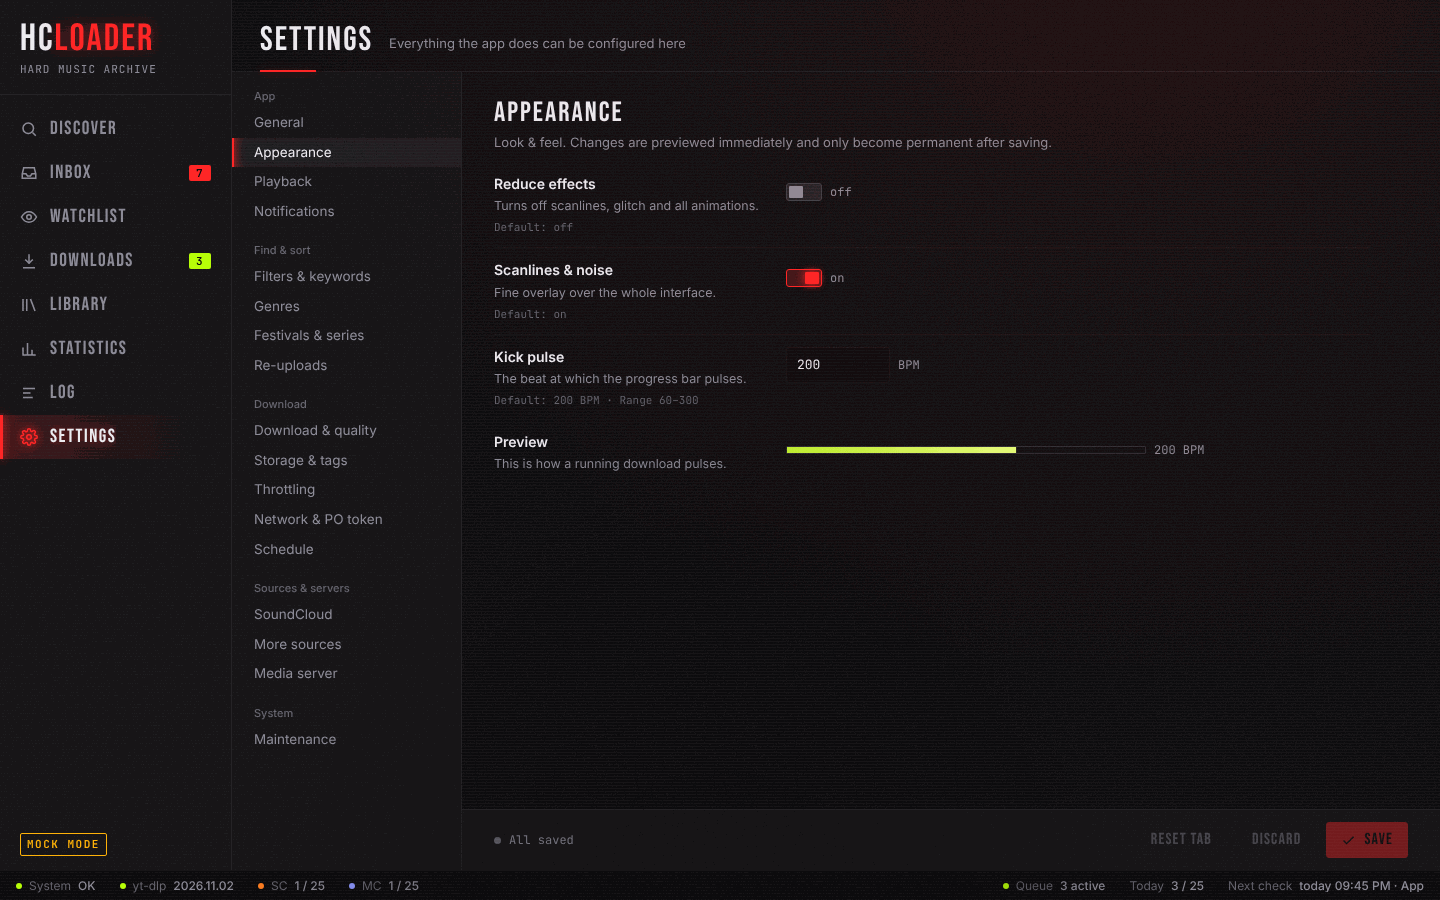 HCLOADER
HARD MUSIC ARCHIVE
DISCOVER
INBOX 7
WATCHLIST
DOWNLOADS 3
LIBRARY
STATISTICS
LOG
SETTINGS
MOCK MODE
SETTINGS Everything the app does can be configured here
App
General
Appearance
Playback
Notifications
Find & sort
Filters & keywords
Genres
Festivals & series
Re-uploads
Download
Download & quality
Storage & tags
Throttling
Network & PO token
Schedule
Sources & servers
SoundCloud
More sources
Media server
System
Maintenance
APPEARANCE
Look & feel. Changes are previewed immediately and only become permanent after saving.
Reduce effects
Turns off scanlines, glitch and all animations.
Default: off
off
Scanlines & noise
Fine overlay over the whole interface.
Default: on
on
Kick pulse
The beat at which the progress bar pulses.
Default: 200 BPM · Range 60–300
200 BPM
Preview
This is how a running download pulses.
200 BPM
All saved
RESET TAB DISCARD SAVE
System OK yt-dlp 2026.11.02 SC 1 / 25 MC 1 / 25 Queue 3 active Today 3 / 25 Next check today 09:45 PM · App